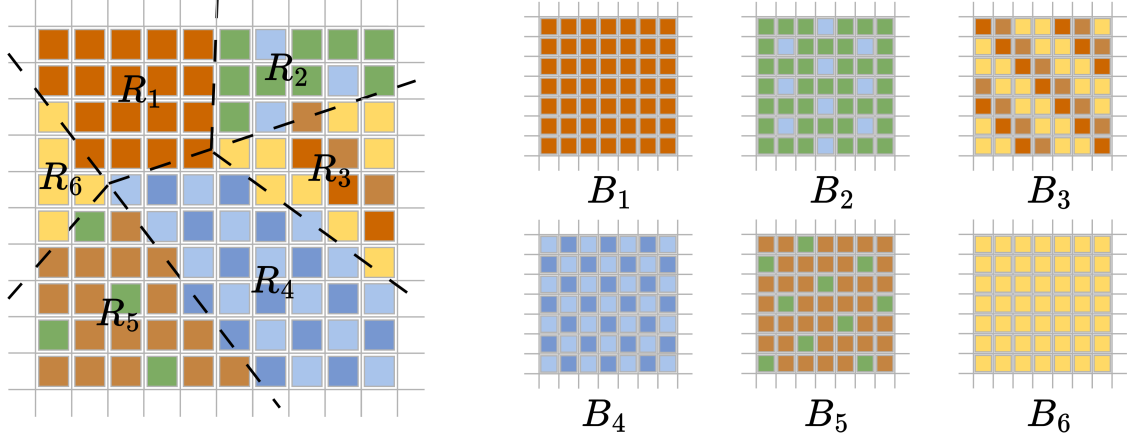 R₁
R₂
R₃
R₆
R₄
R₅
B₁ B₂ B₃
B₄ B₅ B₆